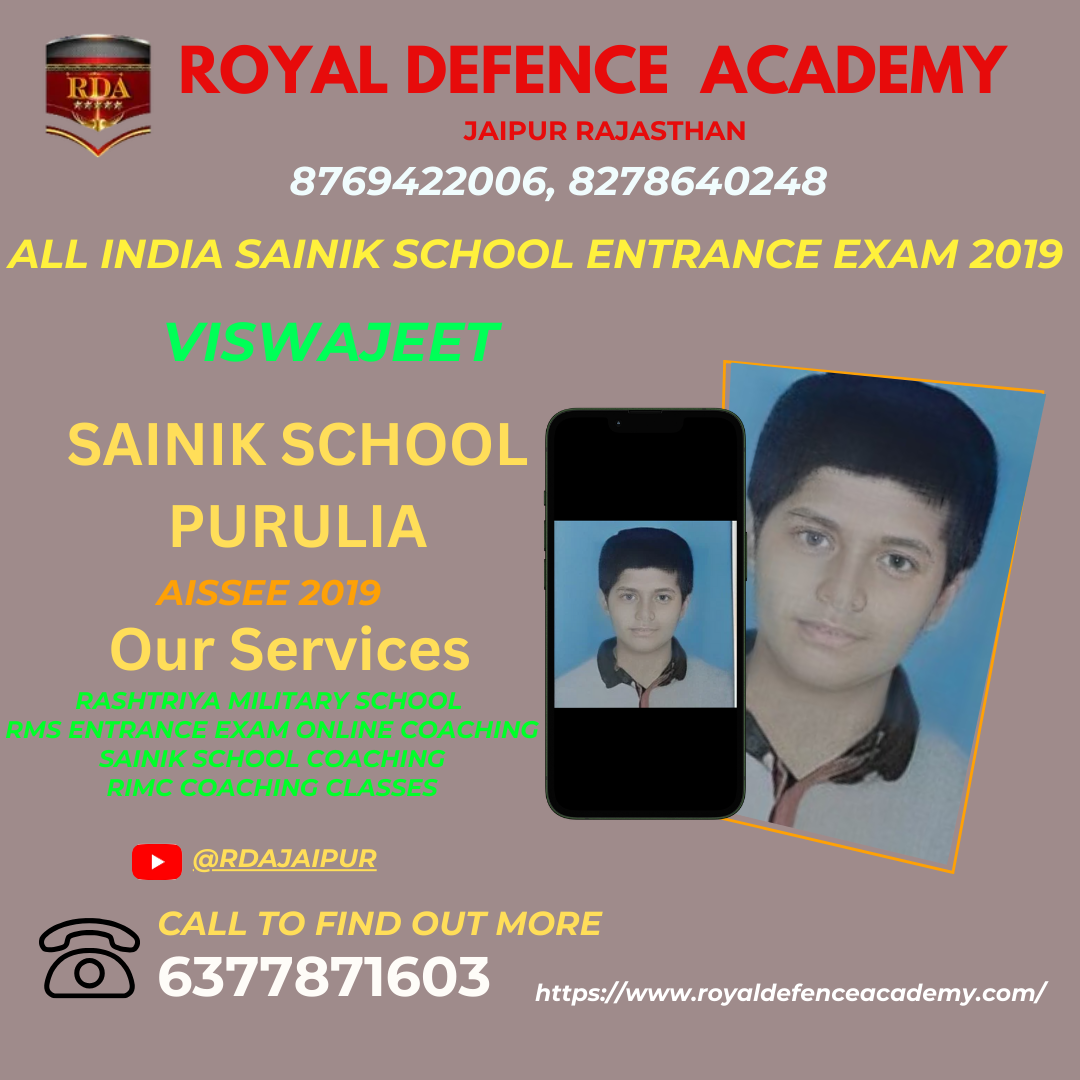 RDA
ROYAL DEFENCE ACADEMY
JAIPUR RAJASTHAN
8769422006, 8278640248
ALL INDIA SAINIK SCHOOL ENTRANCE EXAM 2019
VISWAJEET
SAINIK SCHOOL
PURULIA
AISSEE 2019
Our Services
RASHTRIYA MILITARY SCHOOL
RMS ENTRANCE EXAM ONLINE COACHING
SAINIK SCHOOL COACHING
RIMC COACHING CLASSES
@RDAJAIPUR
CALL TO FIND OUT MORE
6377871603
https://www.royaldefenceacademy.com/